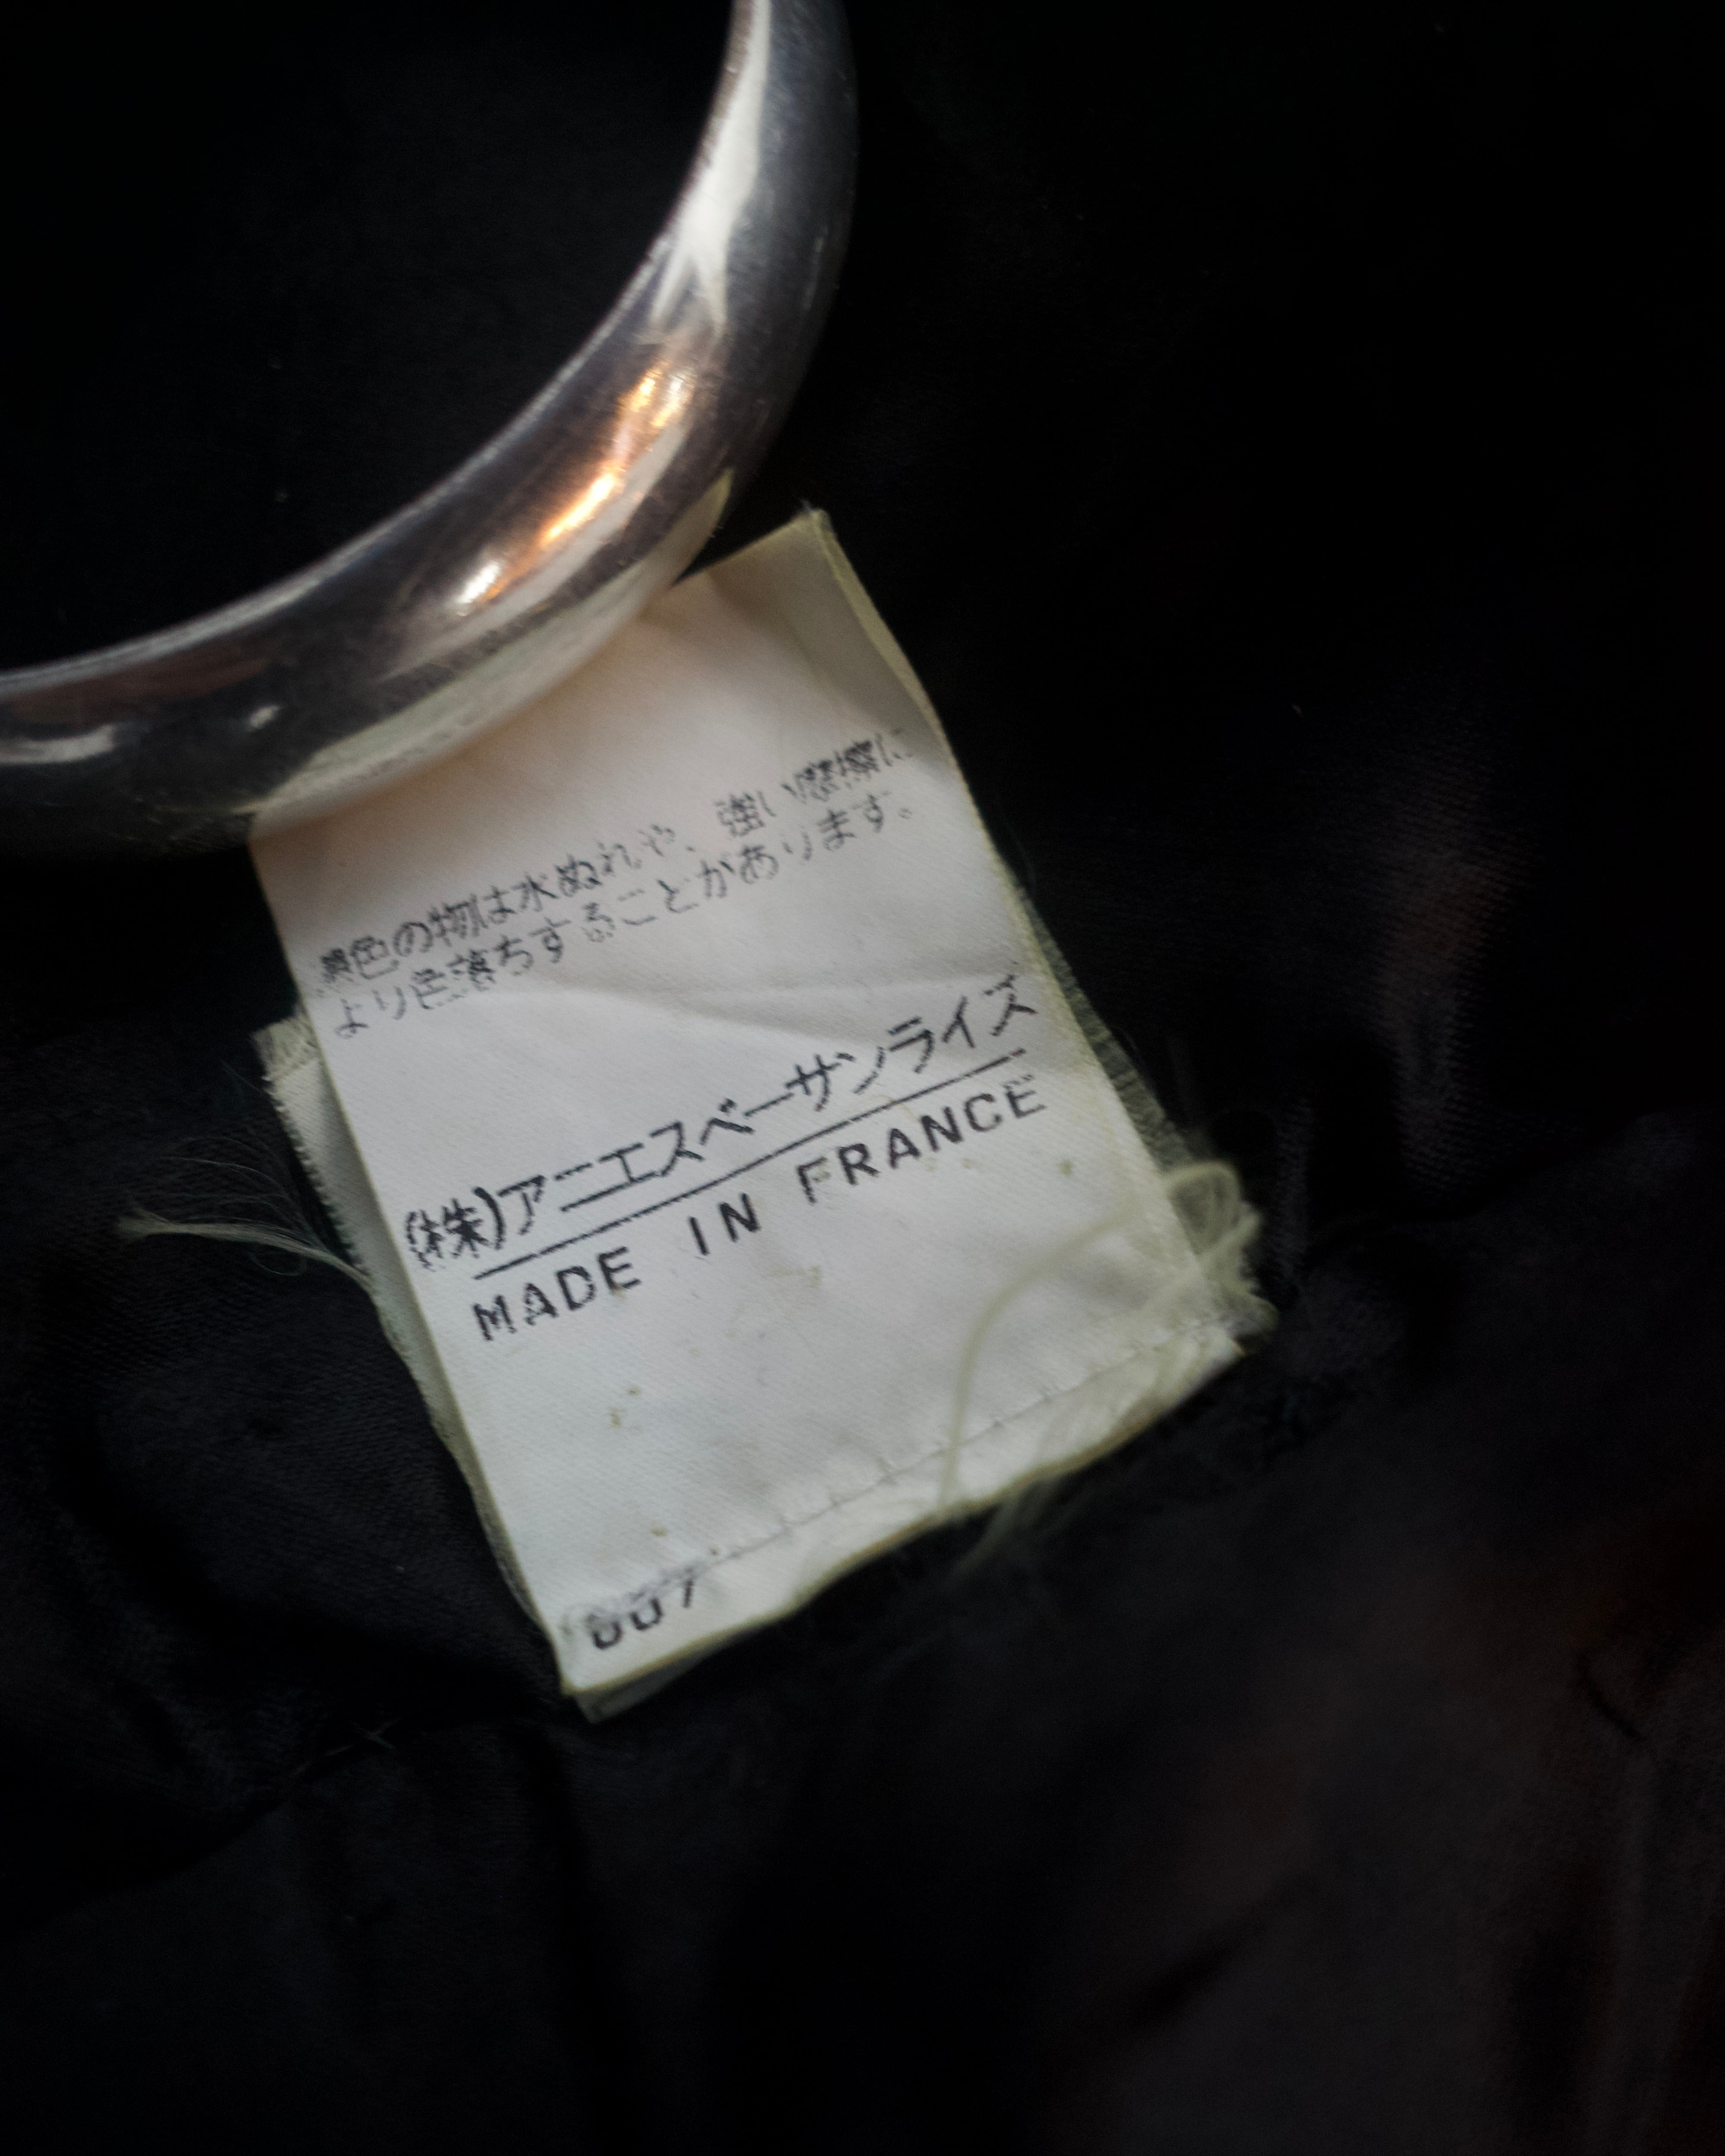 色の物は水ぬれや、強い摩擦に
より色落ちすることがあります。
(株)アニエスベーサンライズ
MADE IN FRANCE
007